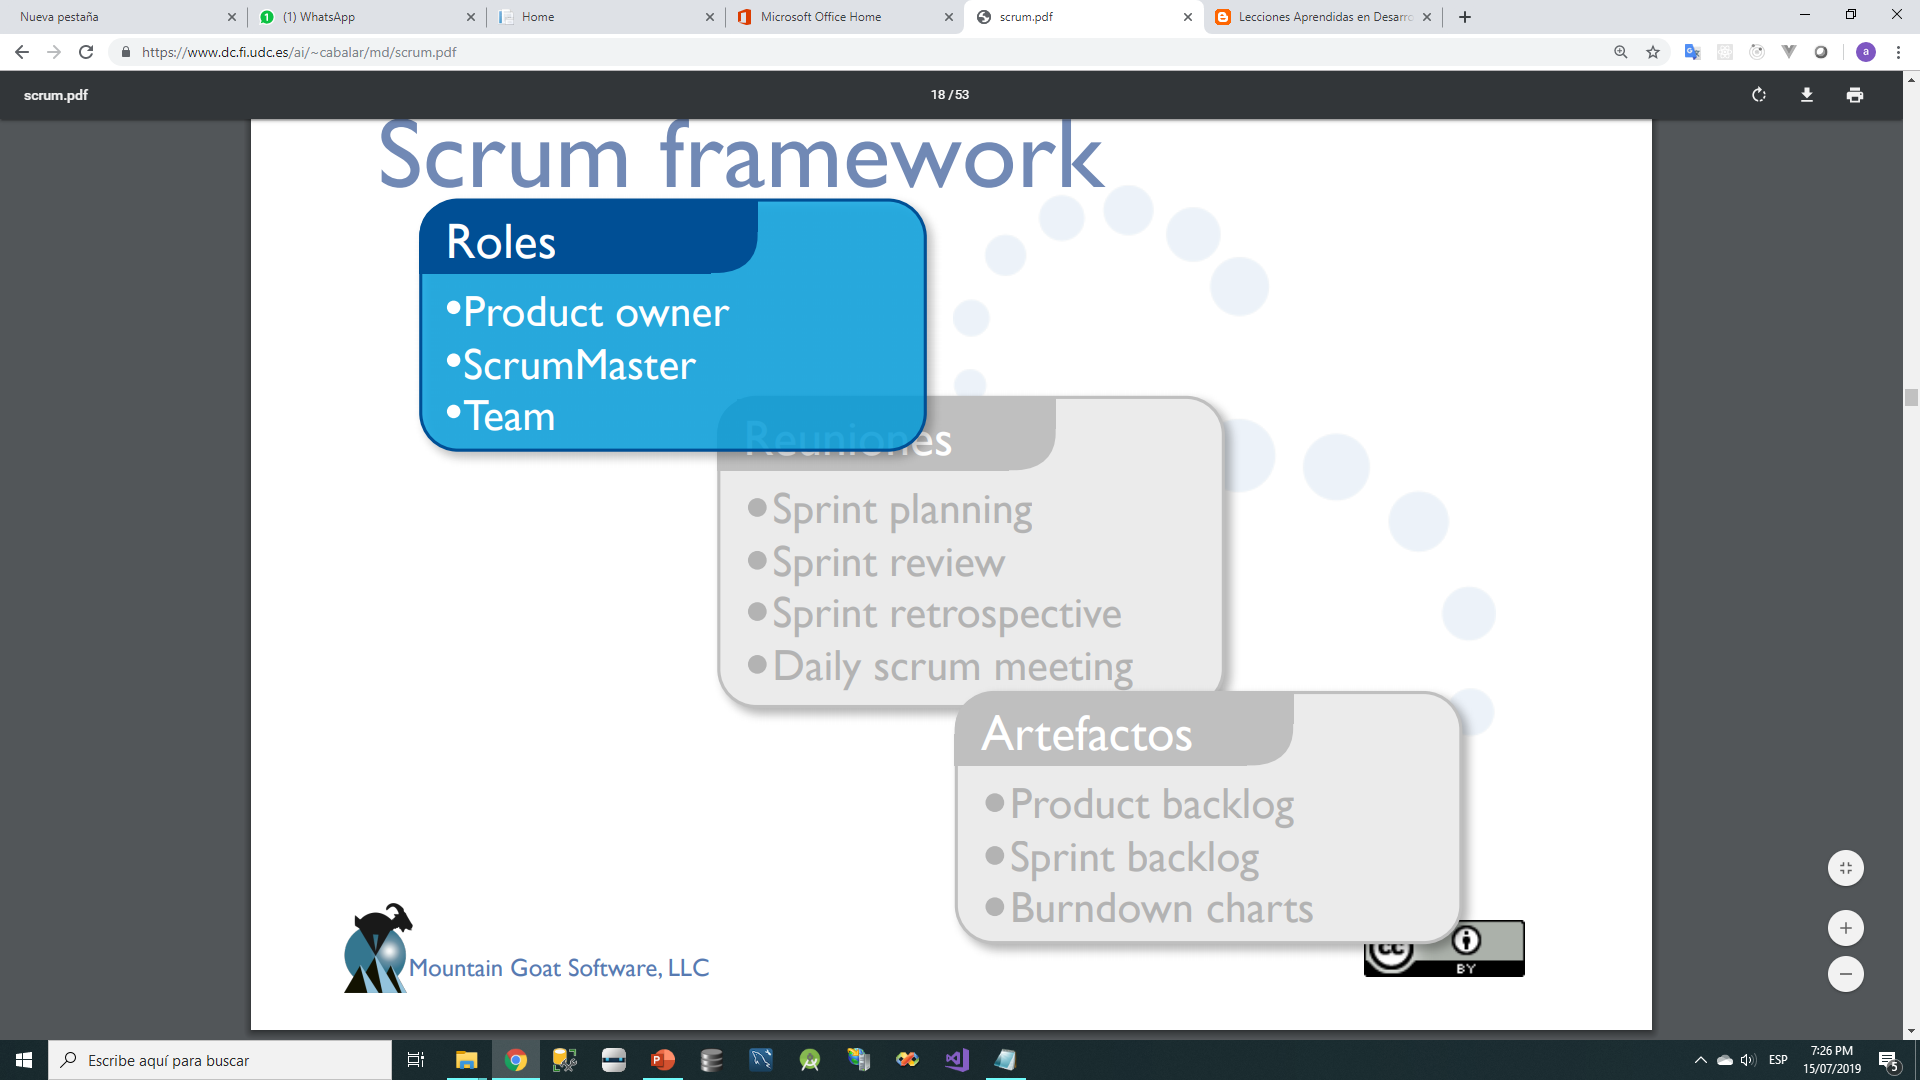 Nueva pestaña
(1) WhatsApp
Home
Microsoft Office Home
scrum.pdf
Lecciones Aprendidas en Desarro
https://www.dc.fi.udc.es/ai/~cabalar/md/scrum.pdf
a
scrum.pdf
18 / 53
Scrum framework
Roles
•Product owner
•ScrumMaster
•Team
Reuniones
•Sprint planning
•Sprint review
•Sprint retrospective
•Daily scrum meeting
Artefactos
•Product backlog
•Sprint backlog
•Burndown charts
Mountain Goat Software, LLC
cc
BY
Escribe aquí para buscar
ESP
7:26 PM
15/07/2019
5